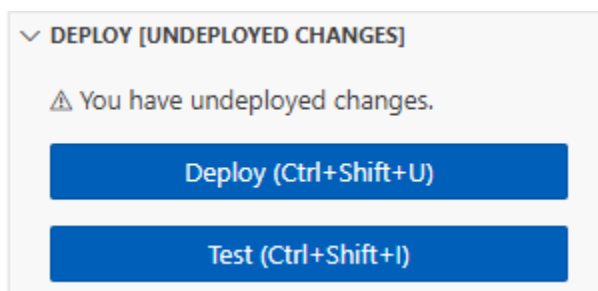 DEPLOY [UNDEPLOYED CHANGES]
⚠ You have undeployed changes.
Deploy (Ctrl+Shift+U)
Test (Ctrl+Shift+I)